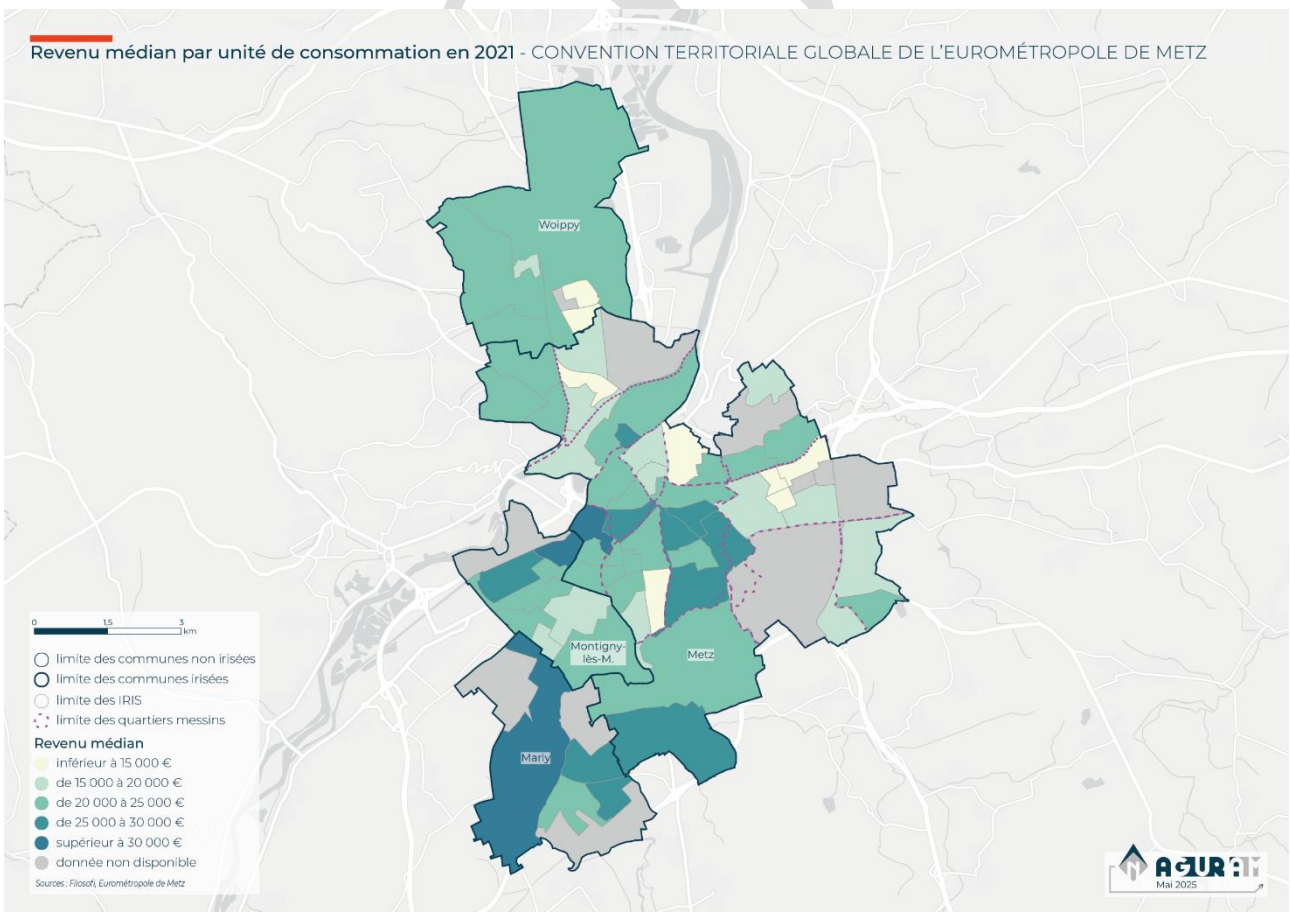 Revenu médian par unité de consommation en 2021 - CONVENTION TERRITORIALE GLOBALE DE L'EUROMÉTROPOLE DE METZ
Woippy
Montigny-
lès-M.
Metz
Marly
0 1,5 3
km
limite des communes non irisées
limite des communes irisées
limite des IRIS
limite des quartiers messins
Revenu médian
inférieur à 15 000 €
de 15 000 à 20 000 €
de 20 000 à 25 000 €
de 25 000 à 30 000 €
supérieur à 30 000 €
donnée non disponible
Sources : Filosofi, Eurométropole de Metz
N AGURAM
Mai 2025